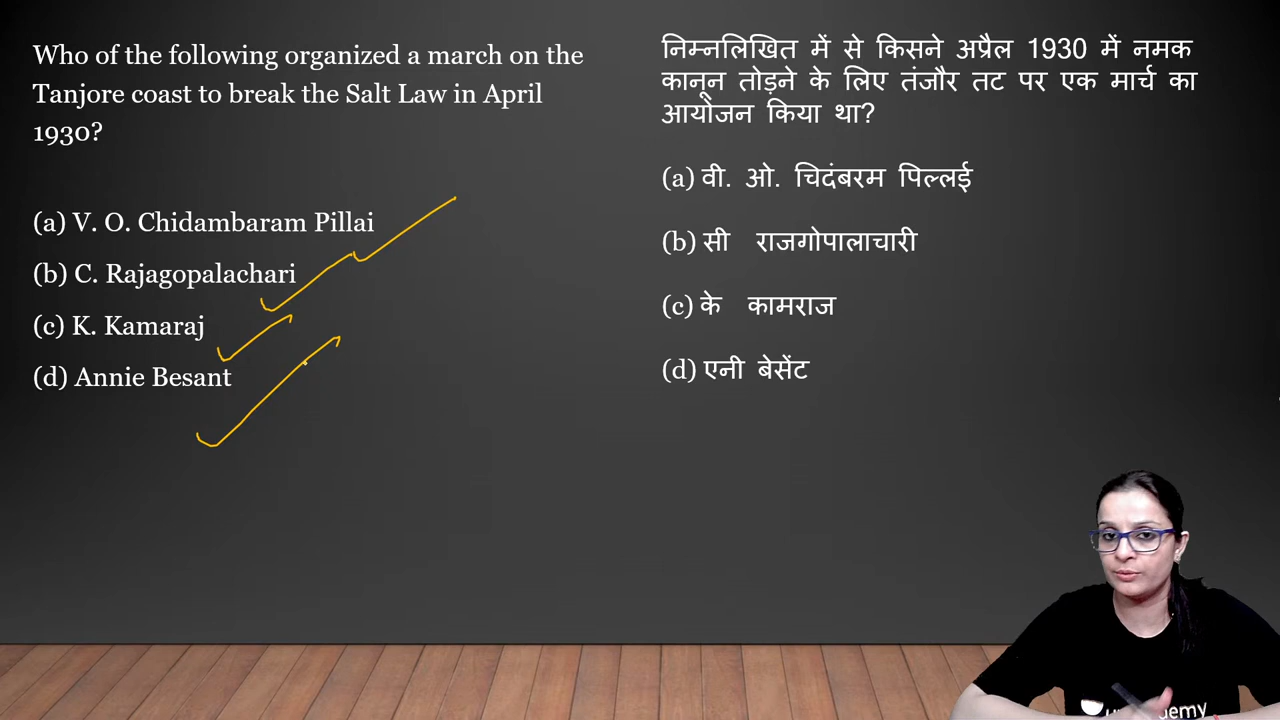 Who of the following organized a march on the
Tanjore coast to break the Salt Law in April
1930?
(a) V. O. Chidambaram Pillai
(b) C. Rajagopalachari
(c) K. Kamaraj
(d) Annie Besant
निम्नलिखित में से किसने अप्रैल 1930 में नमक
कानून तोड़ने के लिए तंजौर तट पर एक मार्च का
आयोजन किया था?
(a) वी. ओ. चिदंबरम पिल्लई
(b) सी राजगोपालाचारी
(c) के कामराज
(d) एनी बेसेंट